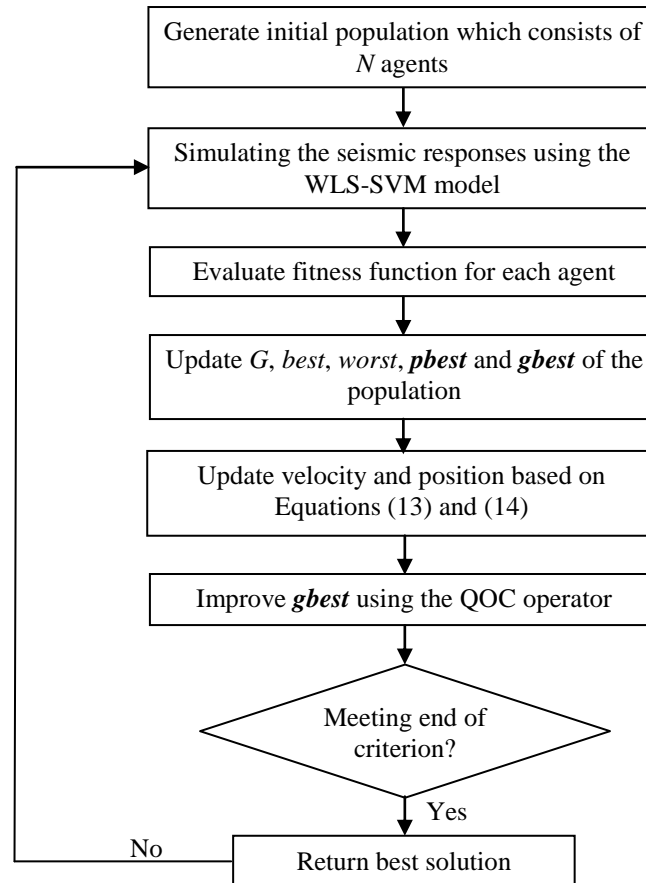 Generate initial population which consists of
N agents
Simulating the seismic responses using the
WLS-SVM model
Evaluate fitness function for each agent
Update G, best, worst, pbest and gbest of the
population
Update velocity and position based on
Equations (13) and (14)
Improve gbest using the QOC operator
Meeting end of
criterion?
Yes
No
Return best solution